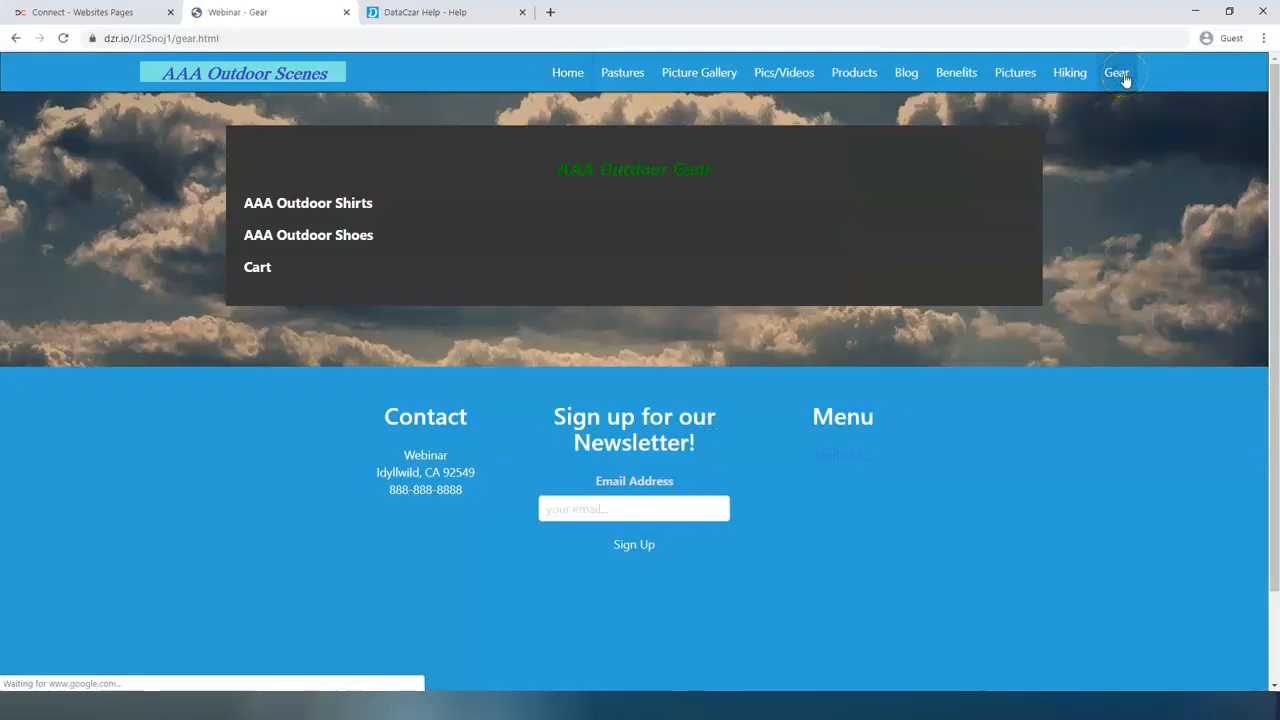 Connect - Websites Pages
Webinar - Gear
DataCzar Help - Help
dzr.io/Jr2Snoj1/gear.html
Guest
AAA Outdoor Scenes
Home Pastures Picture Gallery Pics/Videos Products Blog Benefits Pictures Hiking Gear
AAA Outdoor Gear
AAA Outdoor Shirts
AAA Outdoor Shoes
Cart
Contact
Webinar
Idyllwild, CA 92549
888-888-8888
Sign up for our
Newsletter!
Email Address
your email...
Sign Up
Menu
Waiting for www.google.com...